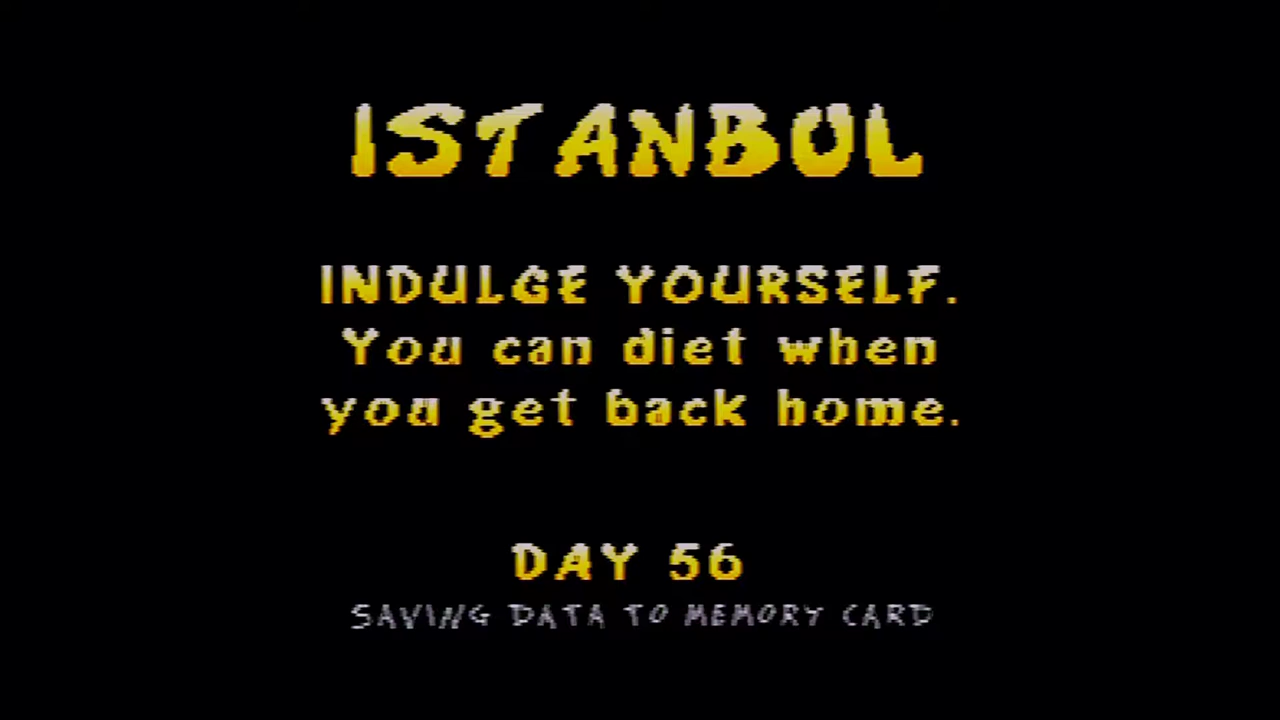 ISTANBUL
INDULGE YOURSELF.
You can diet when
you get back home.
DAY 56
SAVING DATA TO MEMORY CARD